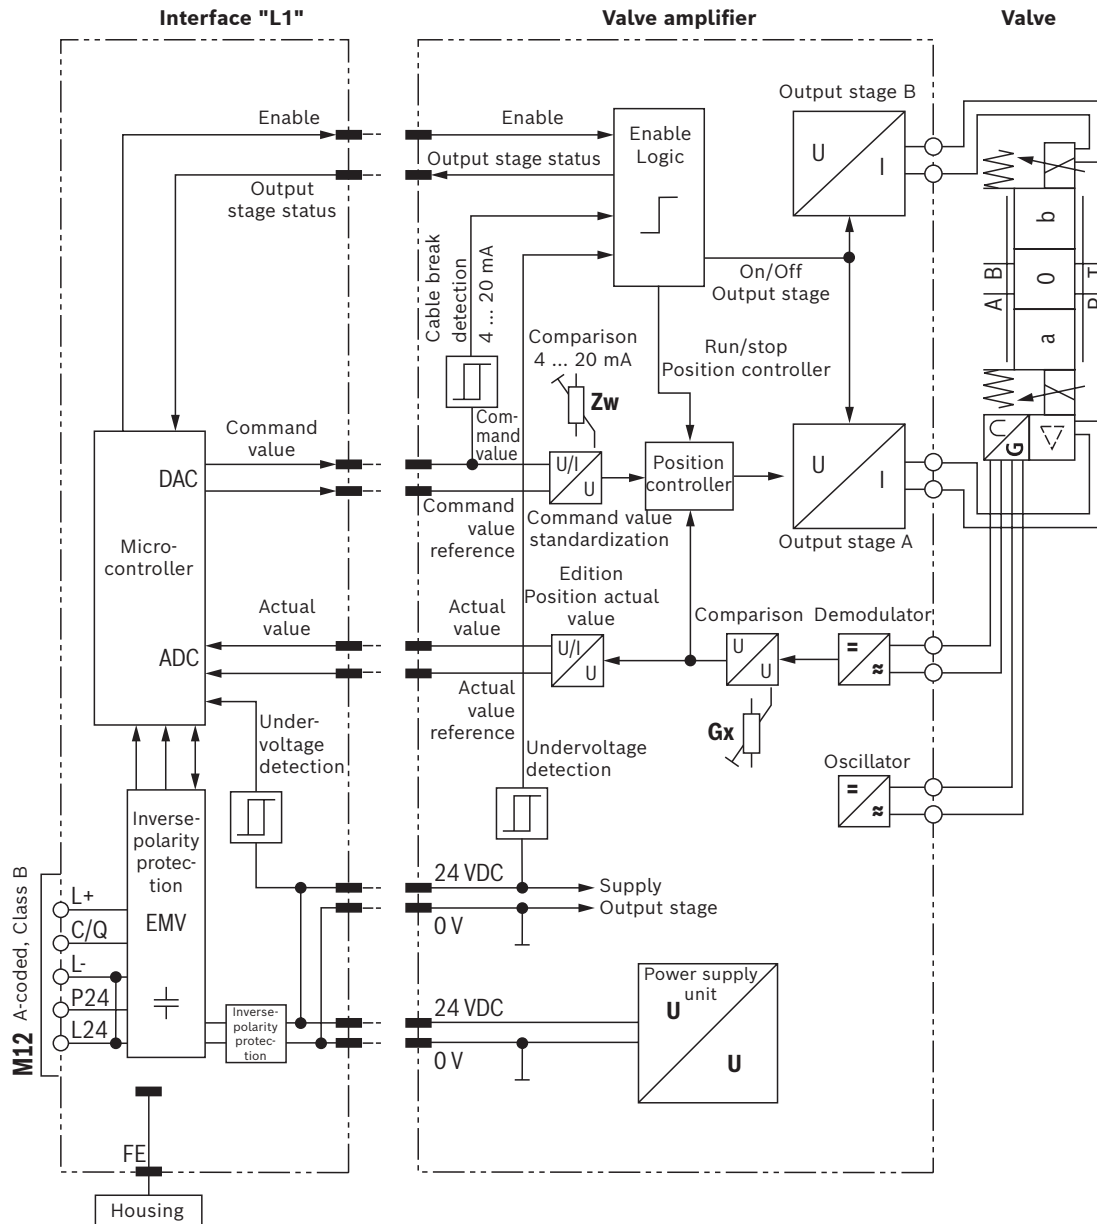 Interface "L1"
Valve amplifier
Valve
Enable
Output
stage status
Command
value
DAC
Micro-
controller
Actual
value
ADC
Under-
voltage
detection
Inverse-
polarity
protec-
tion
EMV
M12 A-coded, Class B
L+
C/Q
L-
P24
L24
Inverse-
polarity
protec-
tion
FE
Housing
Enable
Output stage status
Enable
Logic
Cable break
detection
4 ... 20 mA
Comparison
4 ... 20 mA
Zw
Com-
mand
value
U/I
U
Command
value
reference
Command value
standardization
On/Off
Output stage
Run/stop
Position controller
Position
controller
Output stage B
U
I
U
I
Output stage A
Edition
Position actual
value
Actual
value
U/I
U
Actual
value
reference
Comparison
U
U
Gx
Demodulator
=
≈
Undervoltage
detection
Oscillator
=
≈
24 VDC
Supply
Output stage
0 V
Power supply
unit
U
U
24 VDC
0 V
b
0
a
A B
G